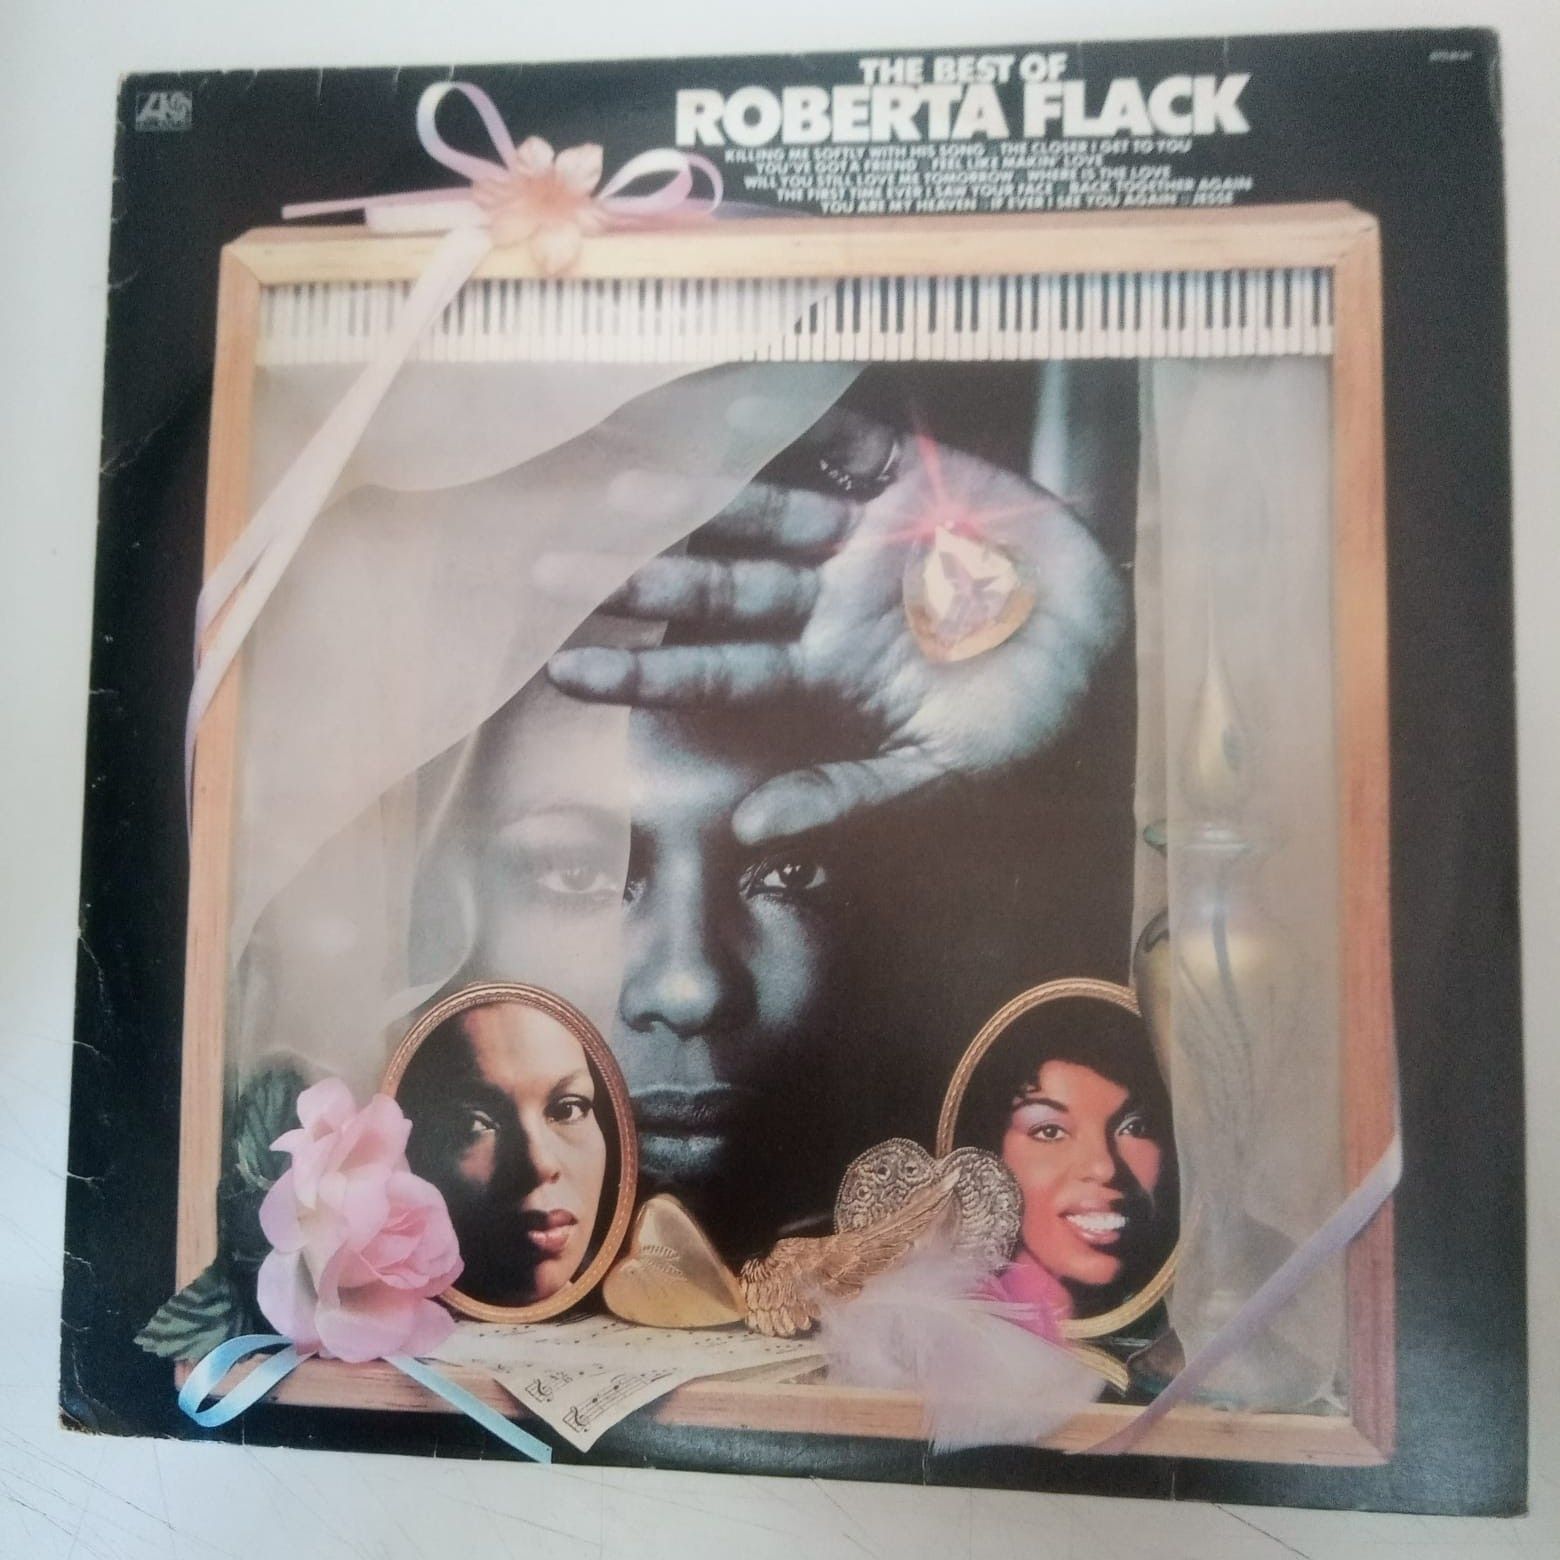 THE BEST OF
ROBERTA FLACK
KILLING ME SOFTLY WITH HIS SONG :: THE CLOSER I GET TO YOU
YOU'VE GOT A FRIEND :: FEEL LIKE MAKIN' LOVE
WILL YOU STILL LOVE ME TOMORROW :: WHERE IS THE LOVE
THE FIRST TIME EVER I SAW YOUR FACE :: BACK TOGETHER AGAIN
YOU ARE MY HEAVEN :: IF EVER I SEE YOU AGAIN :: JESSE